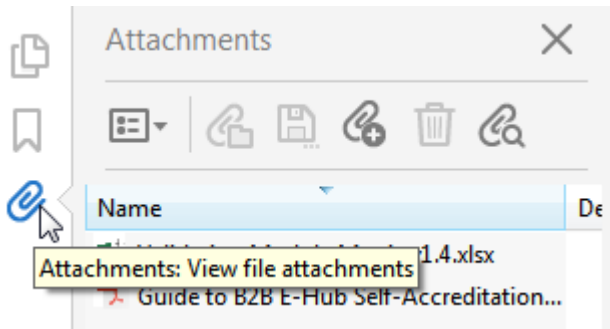 Attachments
Name De
1.4.xlsx
Attachments: View file attachments
Guide to B2B E-Hub Self-Accreditation...